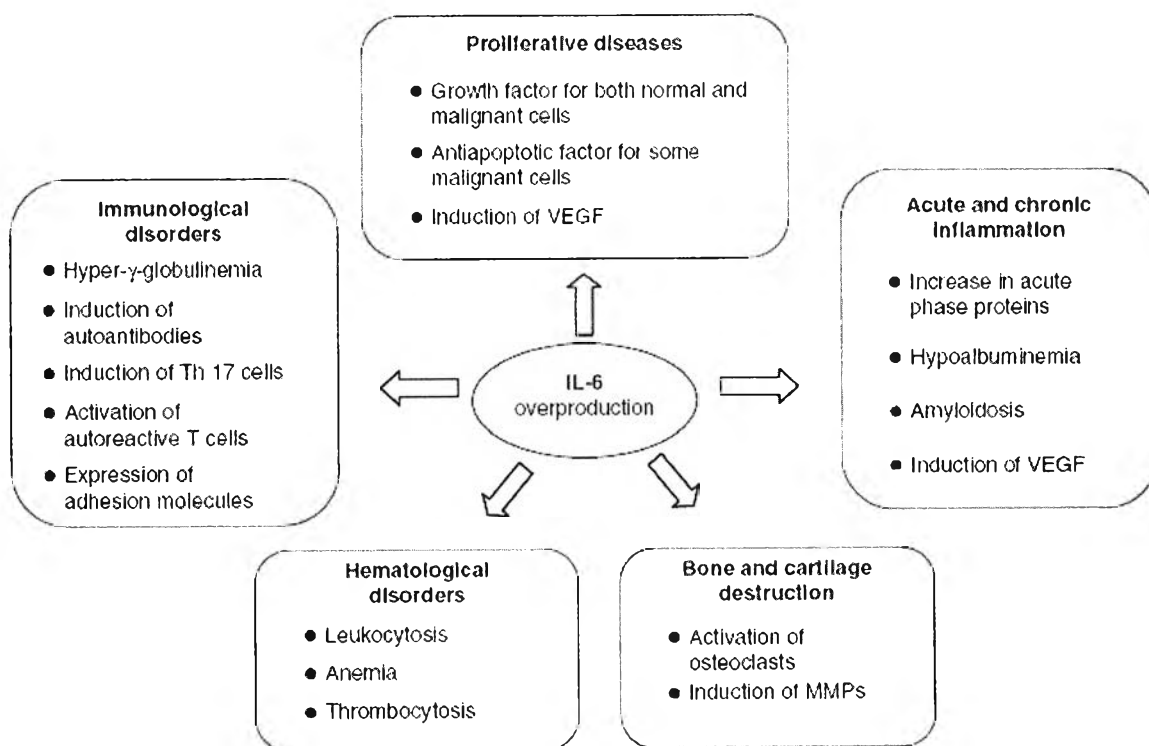 Proliferative diseases
● Growth factor for both normal and
malignant cells
● Antiapoptotic factor for some
malignant cells
● Induction of VEGF
Immunological
disorders
● Hyper-γ-globulinemia
● Induction of
autoantibodies
● Induction of Th 17 cells
● Activation of
autoreactive T cells
● Expression of
adhesion molecules
Acute and chronic
inflammation
● Increase in acute
phase proteins
● Hypoalbuminemia
● Amyloidosis
● Induction of VEGF
IL-6
overproduction
Hematological
disorders
● Leukocytosis
● Anemia
● Thrombocytosis
Bone and cartilage
destruction
● Activation of
osteoclasts
● Induction of MMPs